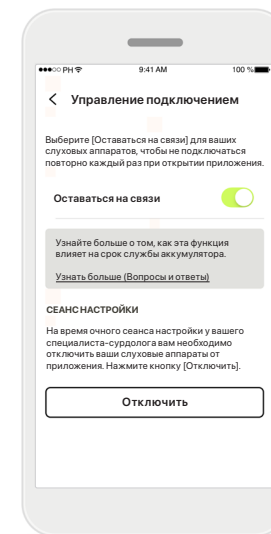 ●●●○○ PH 9:41 AM 100 %
Управление подключением
Выберите [Оставаться на связи] для ваших
слуховых аппаратов, чтобы не подключаться
повторно каждый раз при открытии приложения.
Оставаться на связи
Узнайте больше о том, как эта функция
влияет на срок службы аккумулятора.
Узнать больше (Вопросы и ответы)
СЕАНС НАСТРОЙКИ
На время очного сеанса настройки у вашего
специалиста-сурдолога вам необходимо
отключить ваши слуховые аппараты от
приложения. Нажмите кнопку [Отключить].
Отключить